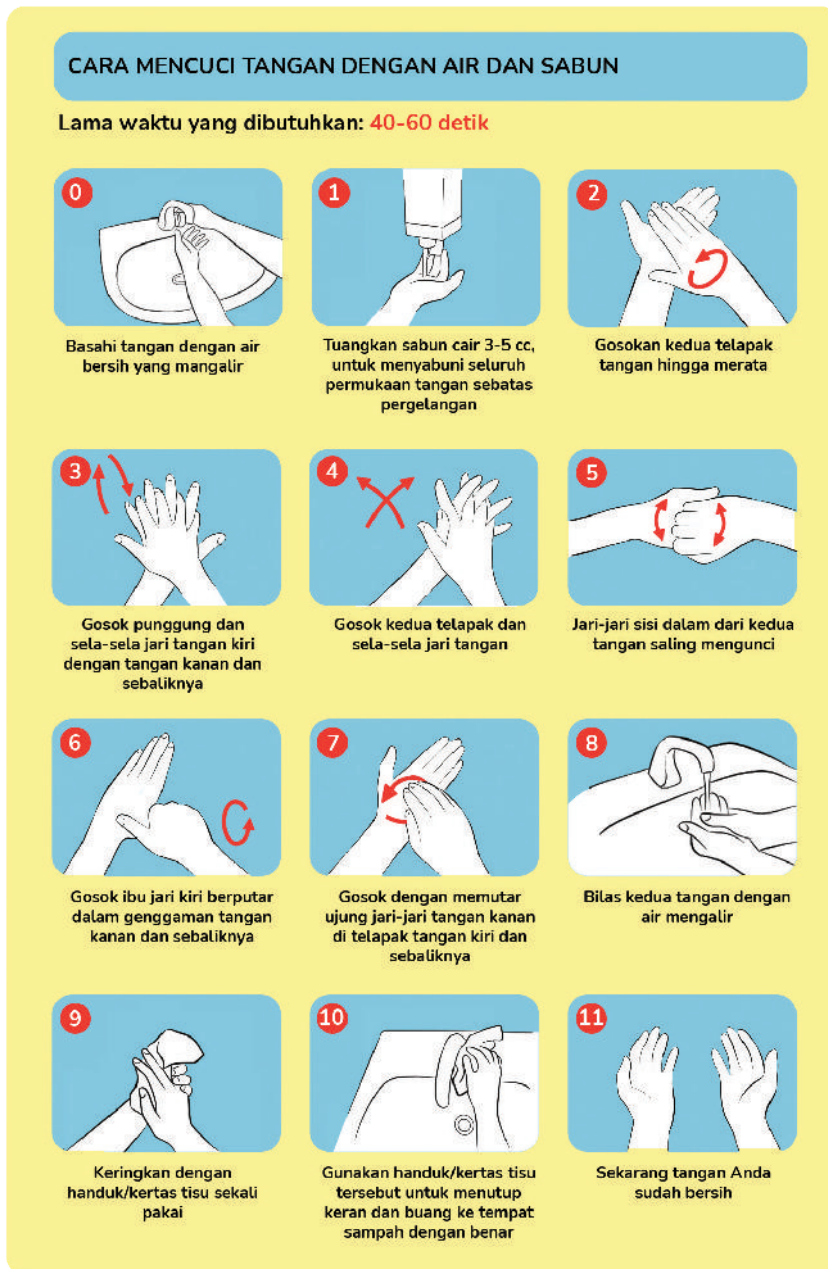 CARA MENCUCI TANGAN DENGAN AIR DAN SABUN
Lama waktu yang dibutuhkan: 40-60 detik
0
Basahi tangan dengan air
bersih yang mangalir
1
Tuangkan sabun cair 3-5 cc,
untuk menyabuni seluruh
permukaan tangan sebatas
pergelangan
2
Gosokan kedua telapak
tangan hingga merata
3
Gosok punggung dan
sela-sela jari tangan kiri
dengan tangan kanan dan
sebaliknya
4
Gosok kedua telapak dan
sela-sela jari tangan
5
Jari-jari sisi dalam dari kedua
tangan saling mengunci
6
Gosok ibu jari kiri berputar
dalam genggaman tangan
kanan dan sebaliknya
7
Gosok dengan memutar
ujung jari-jari tangan kanan
di telapak tangan kiri dan
sebaliknya
8
Bilas kedua tangan dengan
air mengalir
9
Keringkan dengan
handuk/kertas tisu sekali
pakai
10
Gunakan handuk/kertas tisu
tersebut untuk menutup
keran dan buang ke tempat
sampah dengan benar
11
Sekarang tangan Anda
sudah bersih